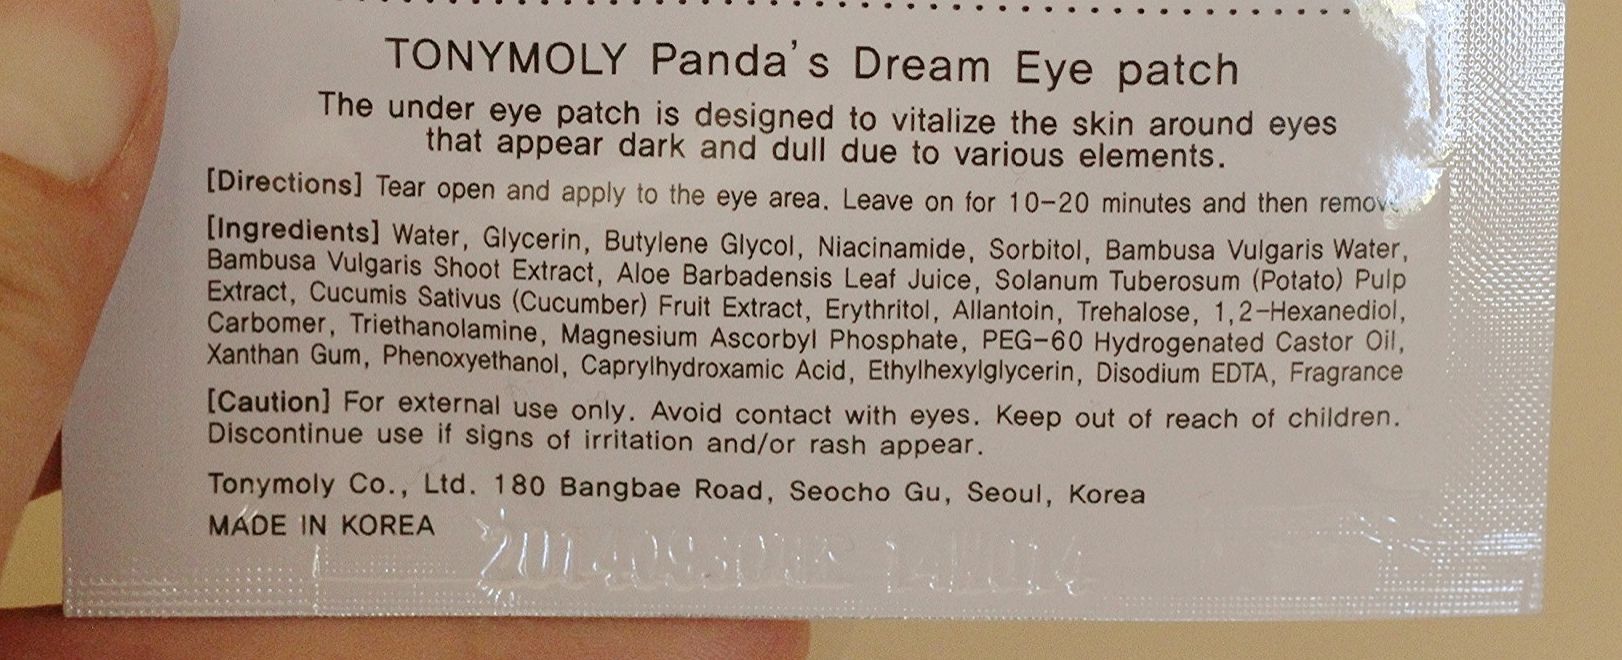 TONYMOLY Panda's Dream Eye patch
The under eye patch is designed to vitalize the skin around eyes
that appear dark and dull due to various elements.
[Directions] Tear open and apply to the eye area. Leave on for 10-20 minutes and then remove
[Ingredients] Water, Glycerin, Butylene Glycol, Niacinamide, Sorbitol, Bambusa Vulgaris Water,
Bambusa Vulgaris Shoot Extract, Aloe Barbadensis Leaf Juice, Solanum Tuberosum (Potato) Pulp
Extract, Cucumis Sativus (Cucumber) Fruit Extract, Erythritol, Allantoin, Trehalose, 1,2-Hexanediol,
Carbomer, Triethanolamine, Magnesium Ascorbyl Phosphate, PEG-60 Hydrogenated Castor Oil,
Xanthan Gum, Phenoxyethanol, Caprylhydroxamic Acid, Ethylhexylglycerin, Disodium EDTA, Fragrance
[Caution] For external use only. Avoid contact with eyes. Keep out of reach of children.
Discontinue use if signs of irritation and/or rash appear.
Tonymoly Co., Ltd. 180 Bangbae Road, Seocho Gu, Seoul, Korea
MADE IN KOREA